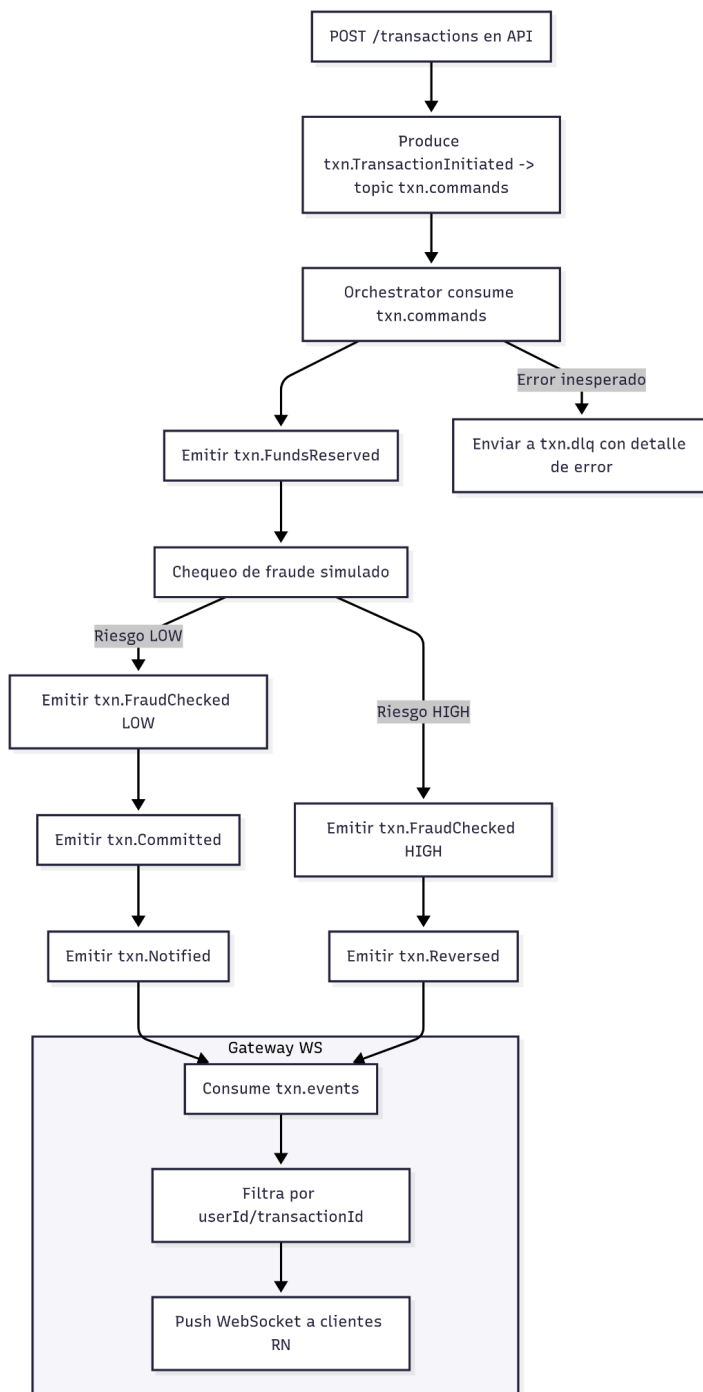 POST /transactions en API
Produce
txn.TransactionInitiated ->
topic txn.commands
Orchestrator consume
txn.commands
Error inesperado
Emitir txn.FundsReserved
Enviar a txn.dlq con detalle
de error
Chequeo de fraude simulado
Riesgo LOW
Emitir txn.FraudChecked
LOW
Riesgo HIGH
Emitir txn.Committed
Emitir txn.FraudChecked
HIGH
Emitir txn.Notified
Emitir txn.Reversed
Gateway WS
Consume txn.events
Filtra por
userId/transactionId
Push WebSocket a clientes
RN